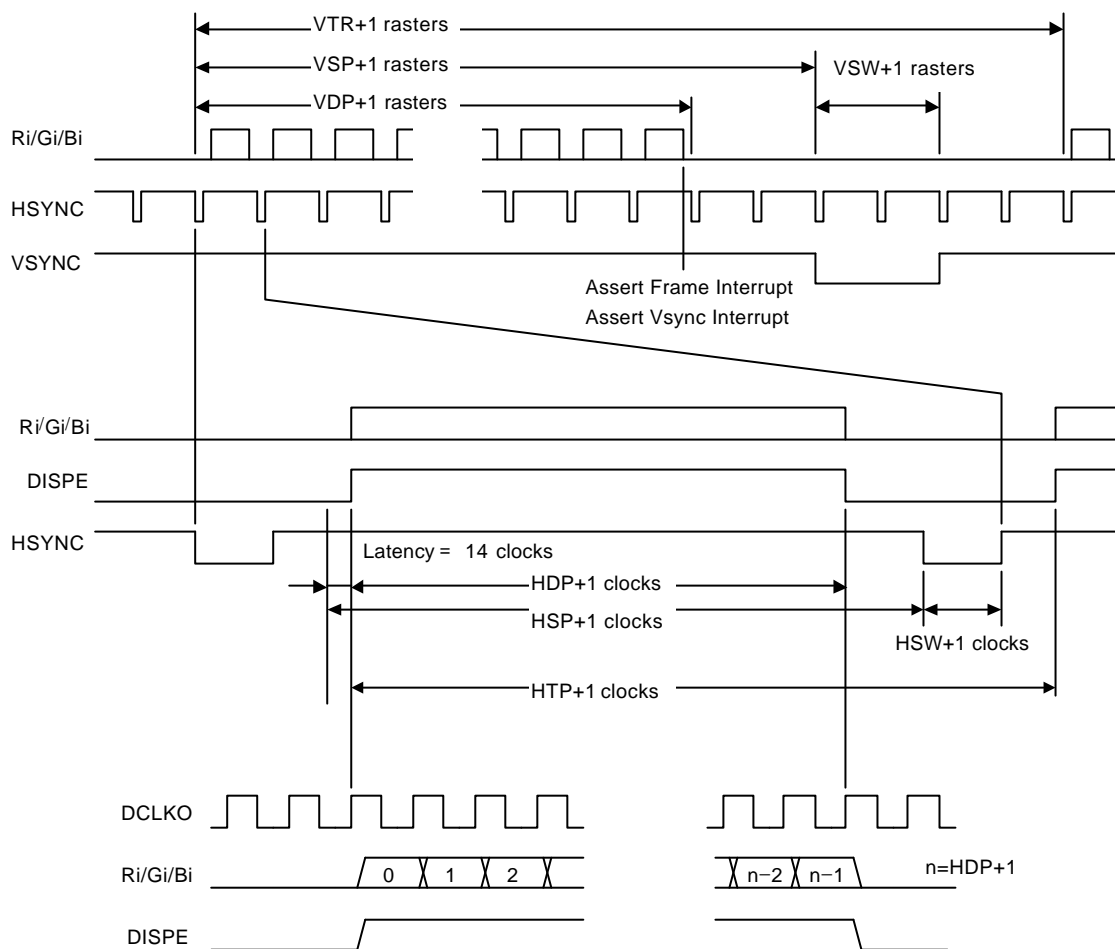 VTR+1 rasters
VSP+1 rasters
VSW+1 rasters
VDP+1 rasters
Ri/Gi/Bi
HSYNC
VSYNC
Assert Frame Interrupt
Assert Vsync Interrupt
Ri/Gi/Bi
DISPE
HSYNC
Latency = 14 clocks
HDP+1 clocks
HSP+1 clocks
HSW+1 clocks
HTP+1 clocks
DCLKO
Ri/Gi/Bi
0 1 2 n−2 n−1 n=HDP+1
DISPE